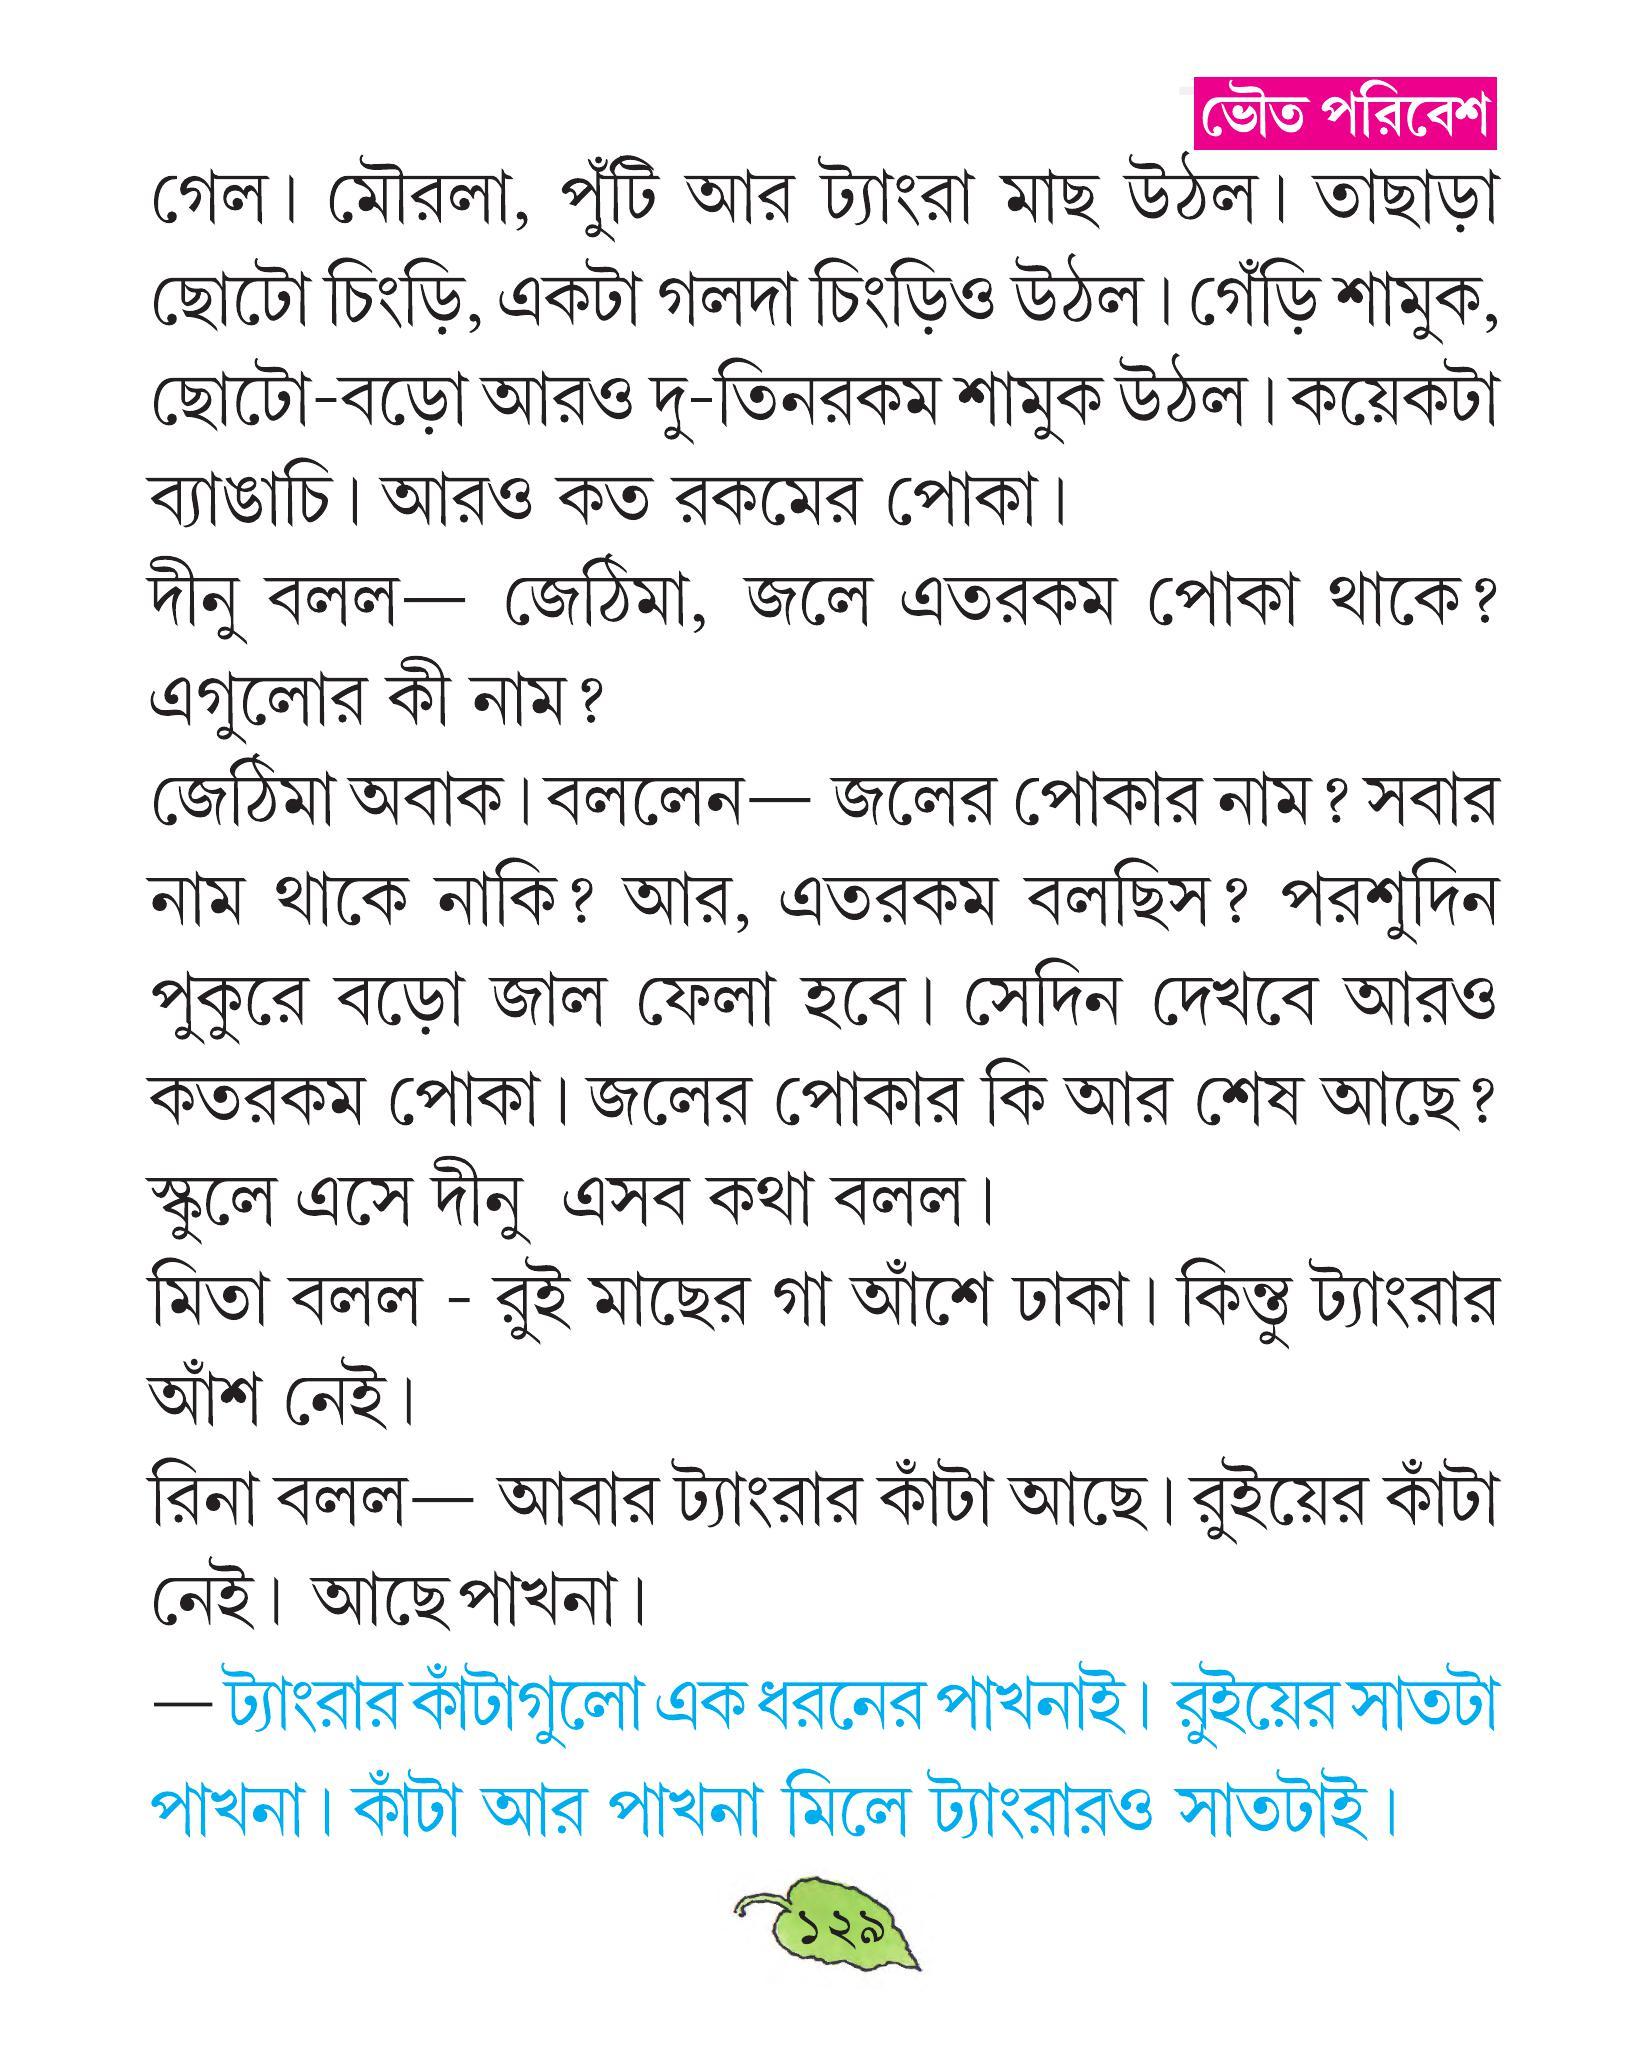 ভৌত পরিবেশ
গেল। মৌরলা, পুঁটি আর ট্যাংরা মাছ উঠল। তাছাড়া
ছোটো চিংড়ি, একটা গলদা চিংড়িও উঠল। গেঁড়ি শামুক,
ছোটো-বড়ো আরও দু-তিনরকম শামুক উঠল। কয়েকটা
ব্যাঙাচি। আরও কত রকমের পোকা।
দীনু বলল— জেঠিমা, জলে এতরকম পোকা থাকে?
এগুলোর কী নাম?
জেঠিমা অবাক। বললেন— জলের পোকার নাম? সবার
নাম থাকে নাকি? আর, এতরকম বলছিস? পরশুদিন
পুকুরে বড়ো জাল ফেলা হবে। সেদিন দেখবে আরও
কতরকম পোকা। জলের পোকার কি আর শেষ আছে?
স্কুলে এসে দীনু এসব কথা বলল।
মিতা বলল - রুই মাছের গা আঁশে ঢাকা। কিন্তু ট্যাংরার
আঁশ নেই।
রিনা বলল— আবার ট্যাংরার কাঁটা আছে। রুইয়ের কাঁটা
নেই। আছে পাখনা।
— ট্যাংরার কাঁটাগুলো এক ধরনের পাখনাই। রুইয়ের সাতটা
পাখনা। কাঁটা আর পাখনা মিলে ট্যাংরারও সাতটাই।
১২৯